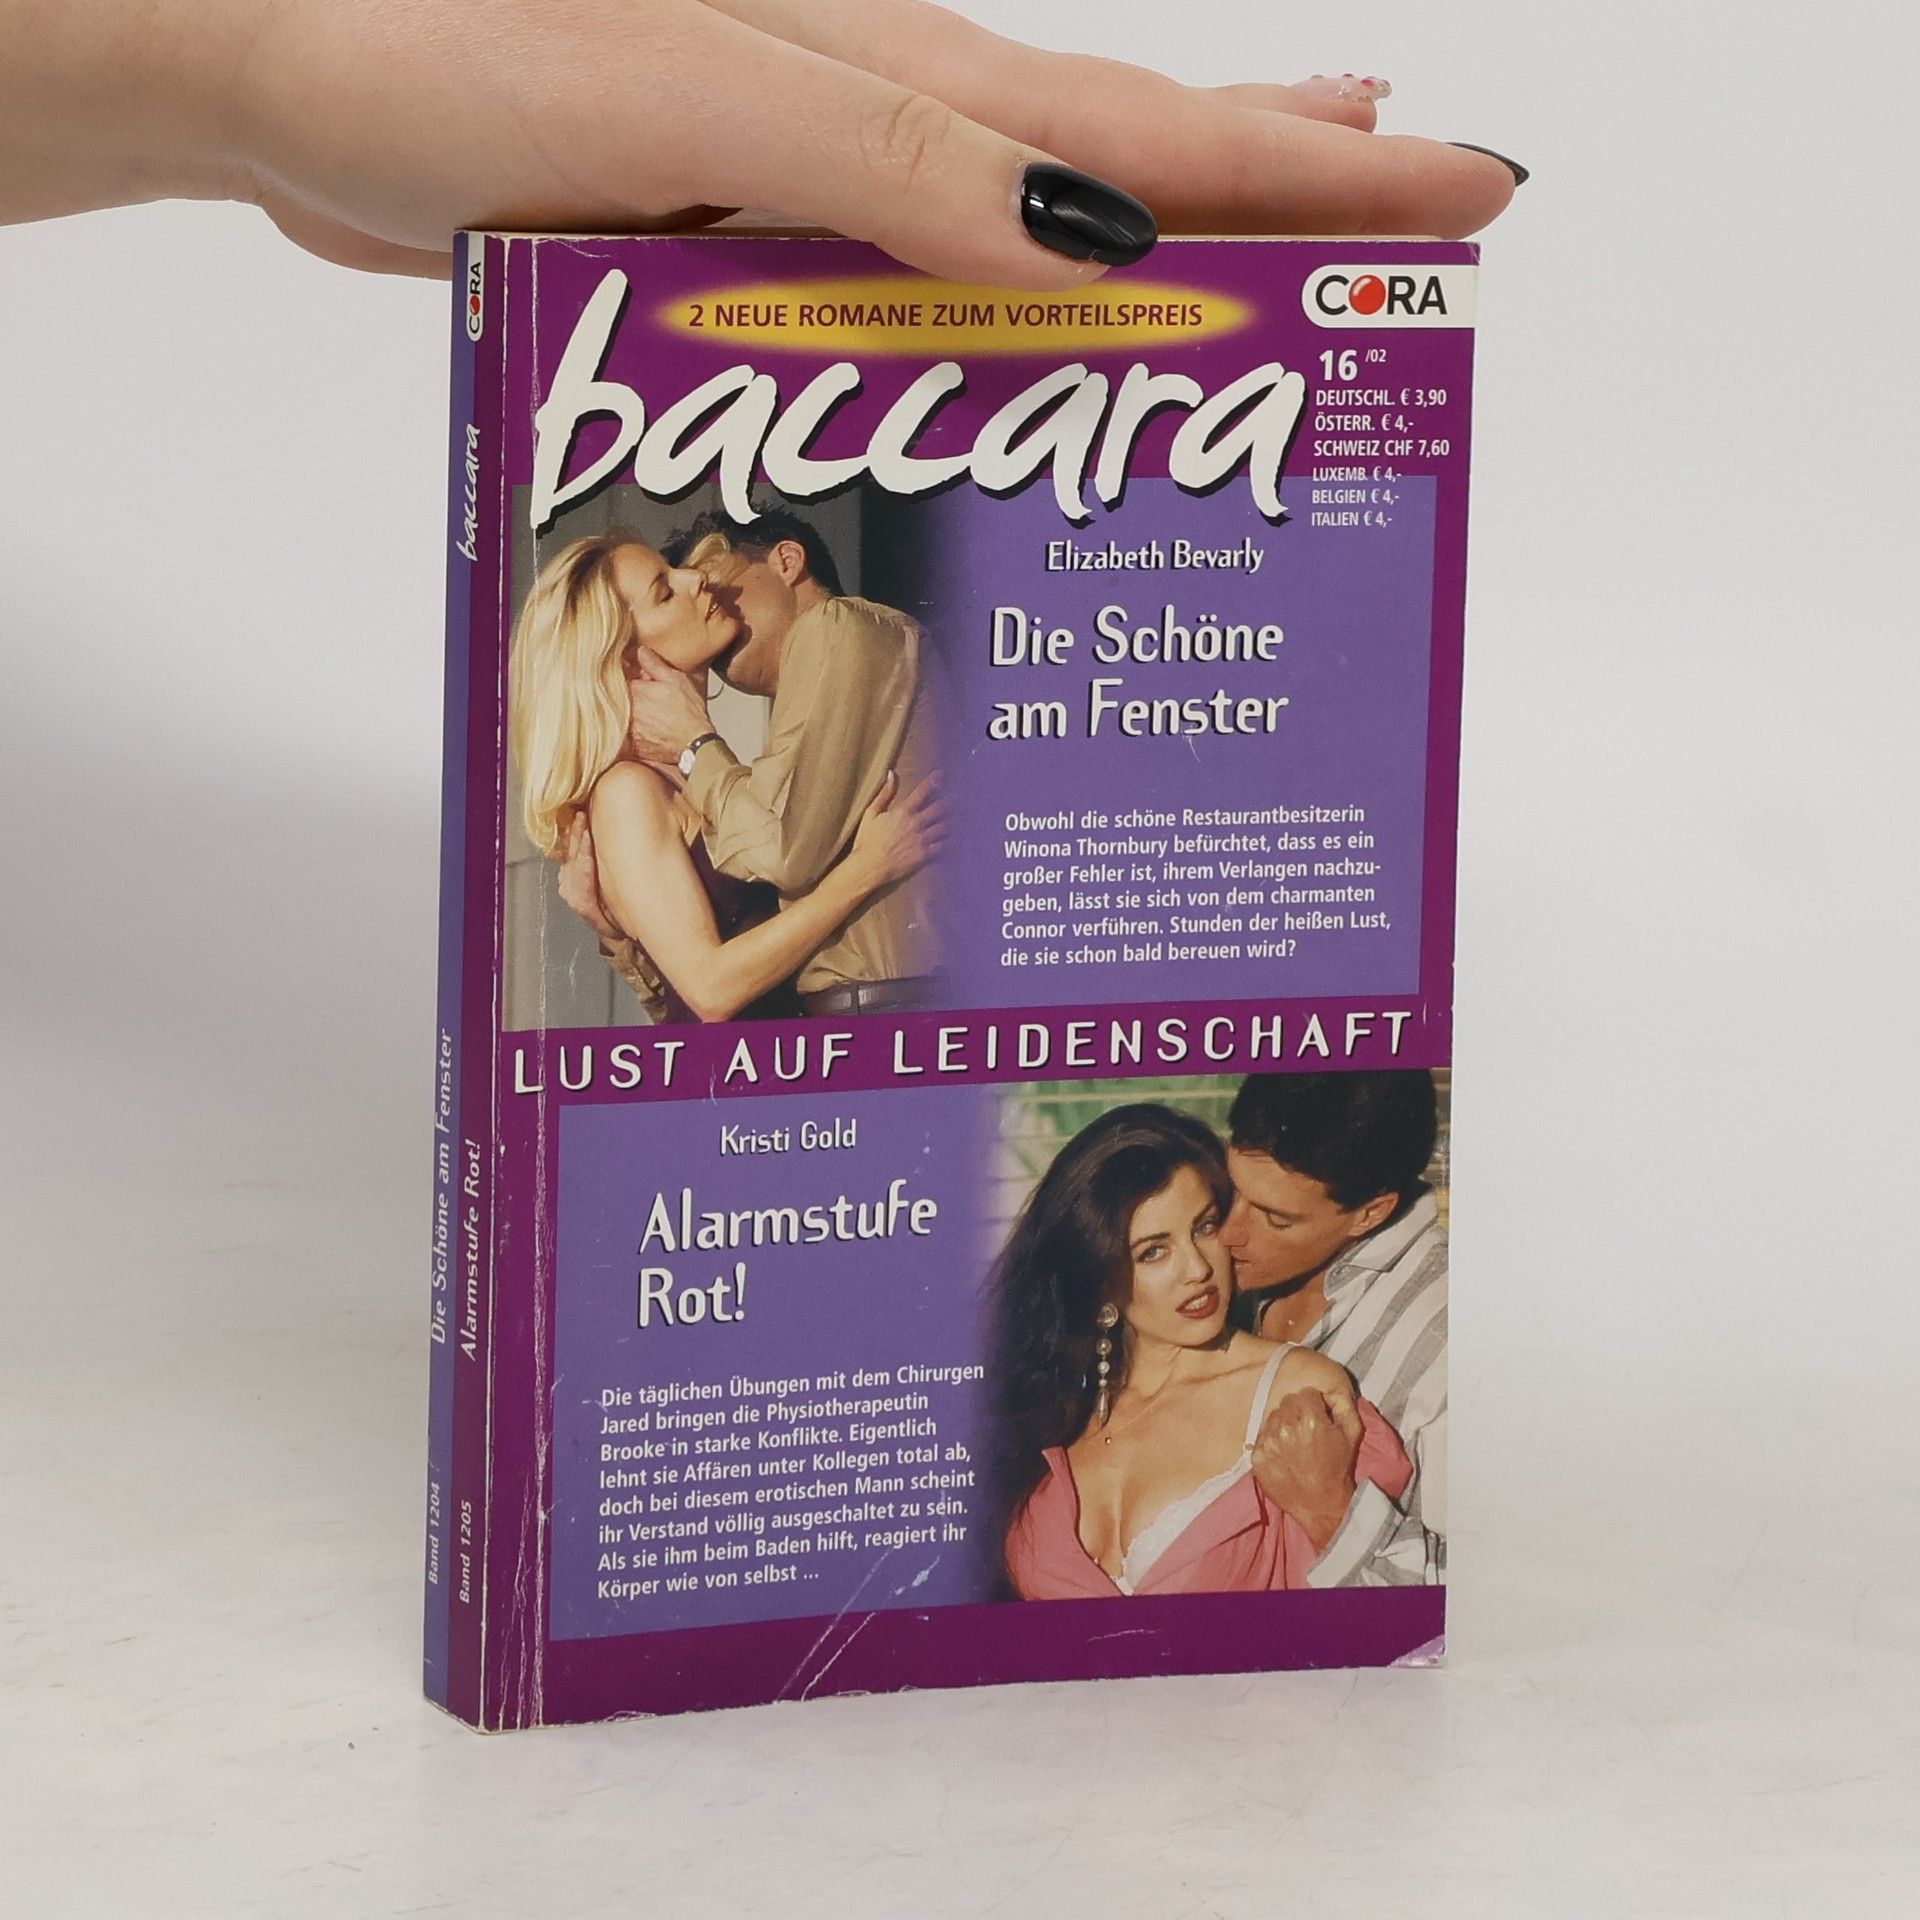 CORA
baccara
Die Schöne am Fenster
Alarmstufe Rot!
Band 1204
Band 1205
2 NEUE ROMANE ZUM VORTEILSPREIS
CORA
baccara
16 /02
DEUTSCHL. € 3,90
ÖSTERR. € 4,-
SCHWEIZ CHF 7,60
LUXEMB. € 4,-
BELGIEN € 4,-
ITALIEN € 4,-
Elizabeth Bevarly
Die Schöne
am Fenster
Obwohl die schöne Restaurantbesitzerin
Winona Thornbury befürchtet, dass es ein
großer Fehler ist, ihrem Verlangen nachzu-
geben, lässt sie sich von dem charmanten
Connor verführen. Stunden der heißen Lust,
die sie schon bald bereuen wird?
LUST AUF LEIDENSCHAFT
Kristi Gold
Alarmstufe
Rot!
Die täglichen Übungen mit dem Chirurgen
Jared bringen die Physiotherapeutin
Brooke in starke Konflikte. Eigentlich
lehnt sie Affären unter Kollegen total ab,
doch bei diesem erotischen Mann scheint
ihr Verstand völlig ausgeschaltet zu sein.
Als sie ihm beim Baden hilft, reagiert ihr
Körper wie von selbst ...